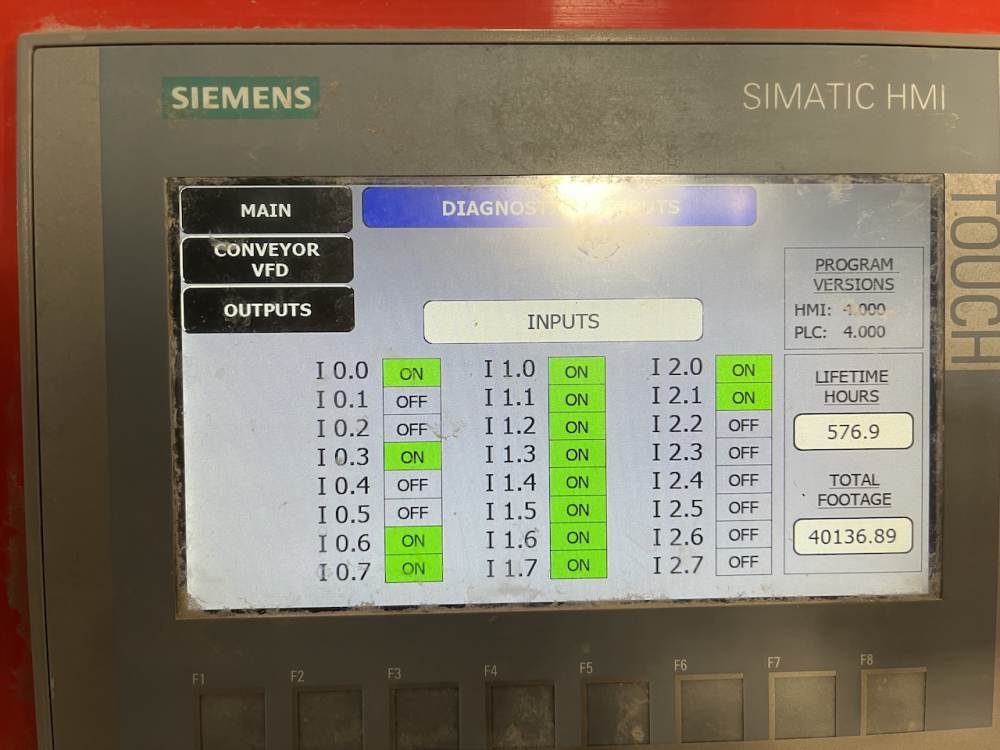 SIEMENS
SIMATIC HMI
TOUCH
MAIN
CONVEYOR
VFD
OUTPUTS
INPUTS
I 0.0 ON I 1.0 ON I 2.0 ON
I 0.1 OFF I 1.1 ON I 2.1 ON
I 0.2 OFF I 1.2 ON I 2.2 OFF
I 0.3 ON I 1.3 ON I 2.3 OFF
I 0.4 OFF I 1.4 ON I 2.4 OFF
I 0.5 OFF I 1.5 ON I 2.5 OFF
I 0.6 ON I 1.6 ON I 2.6 OFF
I 0.7 ON I 1.7 ON I 2.7 OFF
PROGRAM
VERSIONS
HMI:
PLC: 4.000
LIFETIME
HOURS
576.9
TOTAL
FOOTAGE
40136.89
F1 F2 F3 F4 F5 F6 F7 F8